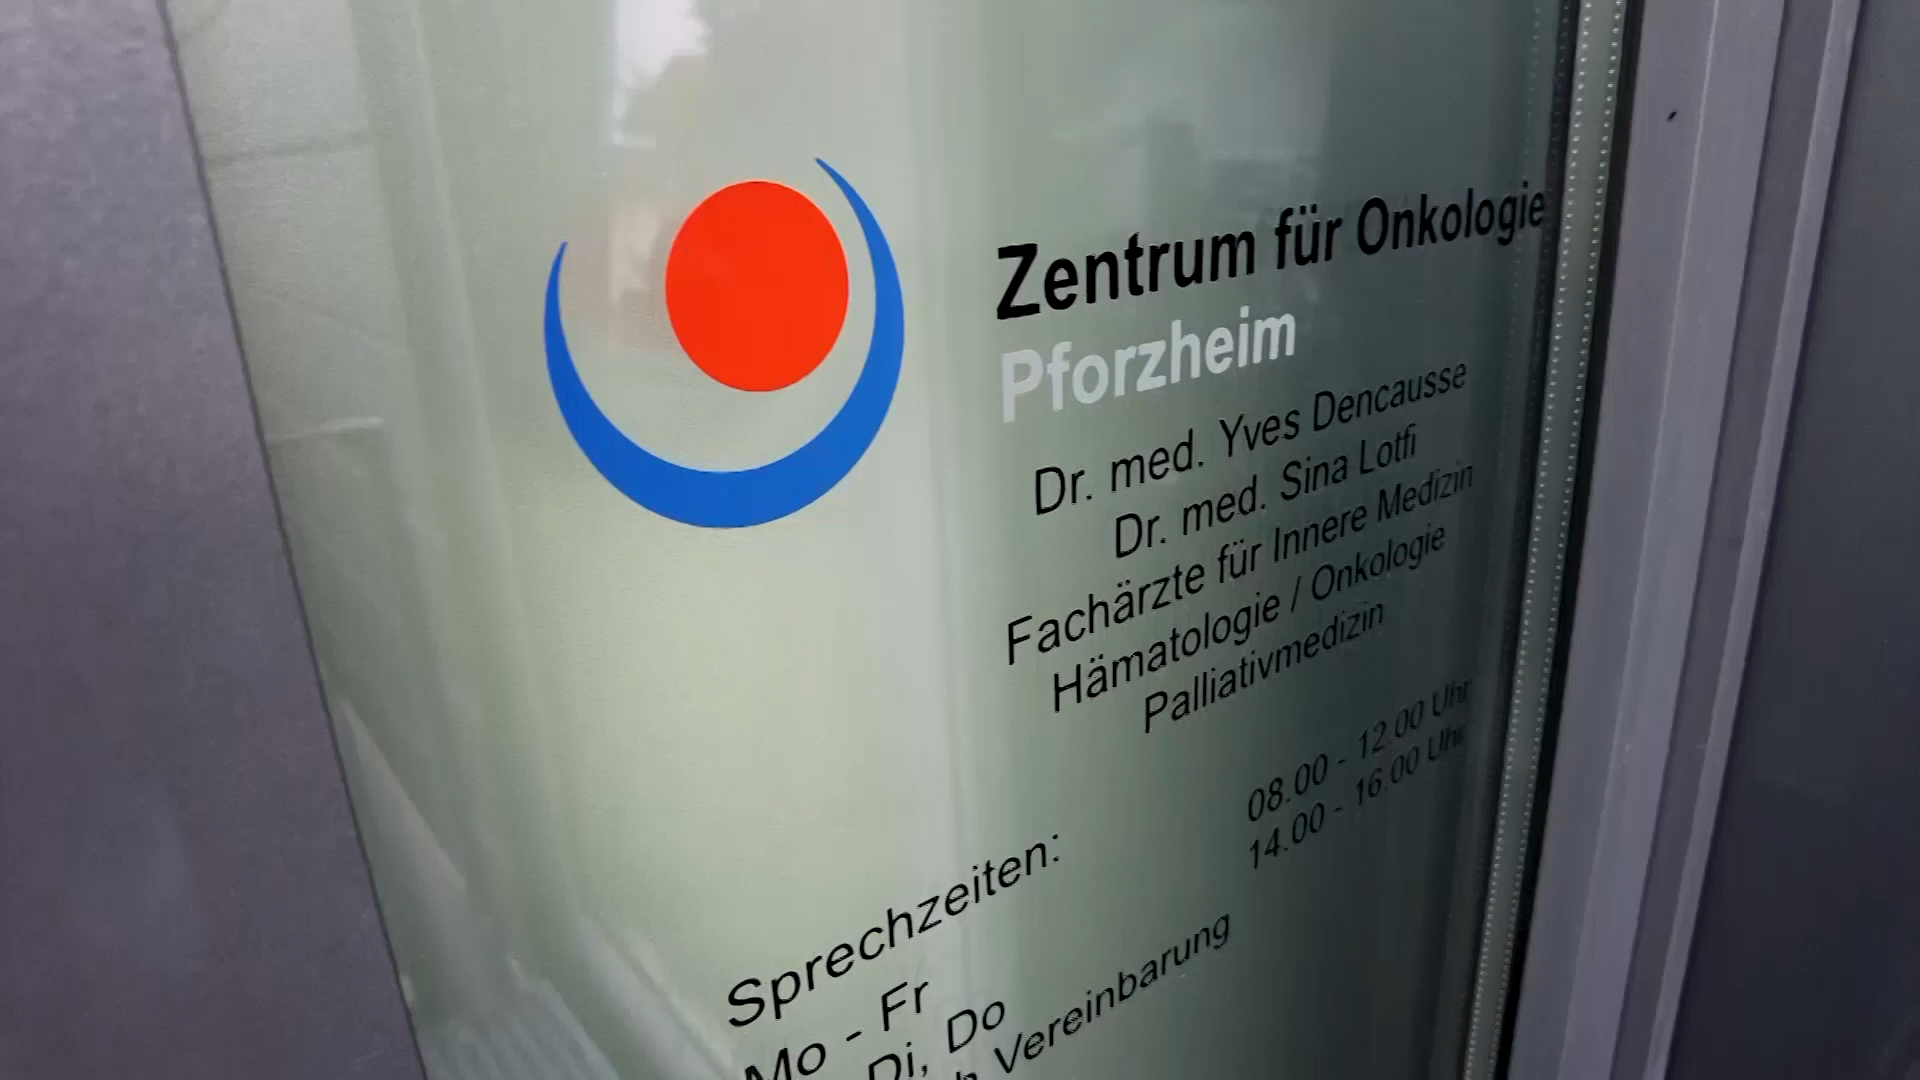 Zentrum für Onkologie
Pforzheim
Dr. med. Yves Dencausse
Dr. med. Sina Lotfi
Fachärzte für Innere Medizin
Hämatologie / Onkologie
Palliativmedizin
Sprechzeiten:
Mo - Fr 08.00 - 12.00 Uhr
Di, Do 14.00 - 16.00 Uhr
Vereinbarung